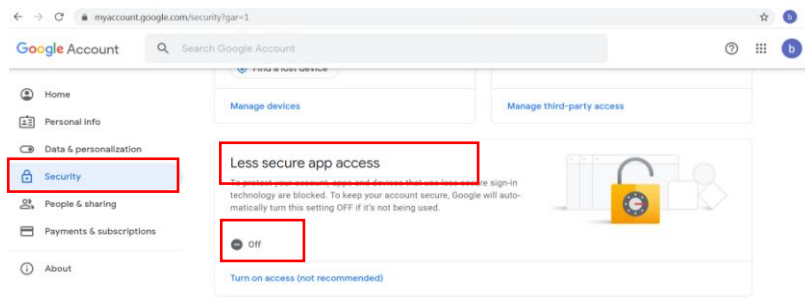 myaccount.google.com/security?gar=1
b
Google Account
Search Google Account
b
Find a lost device
Home
Manage devices
Manage third-party access
Personal info
Data & personalization
Less secure app access
Security
To protect your account, apps and devices that use less secure sign-in
technology are blocked. To keep your account secure, Google will auto-
matically turn this setting OFF if it's not being used.
People & sharing
Payments & subscriptions
Off
About
Turn on access (not recommended)